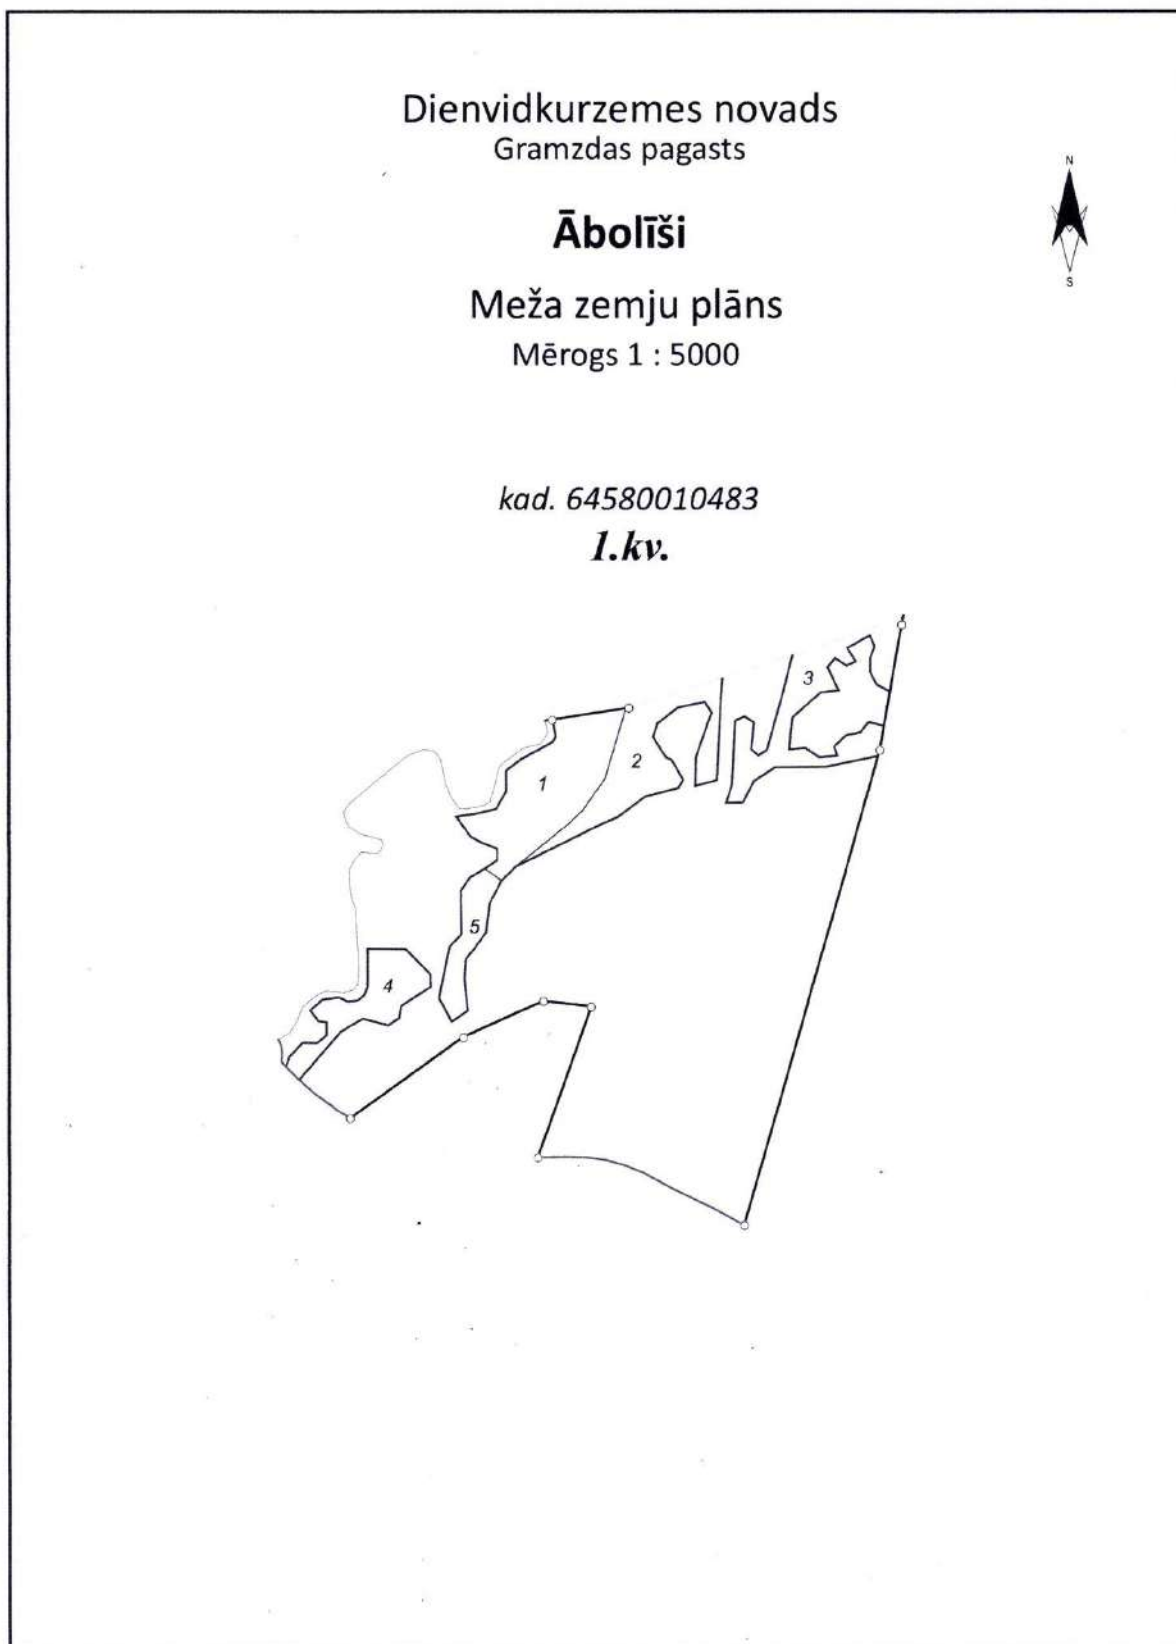 Dienvidkurzemes novads
Gramzdas pagasts
N
Ābolīši
S
Meža zemju plāns
Mērogs 1 : 5000
kad. 64580010483
1.kv.
3
2
1
5
4